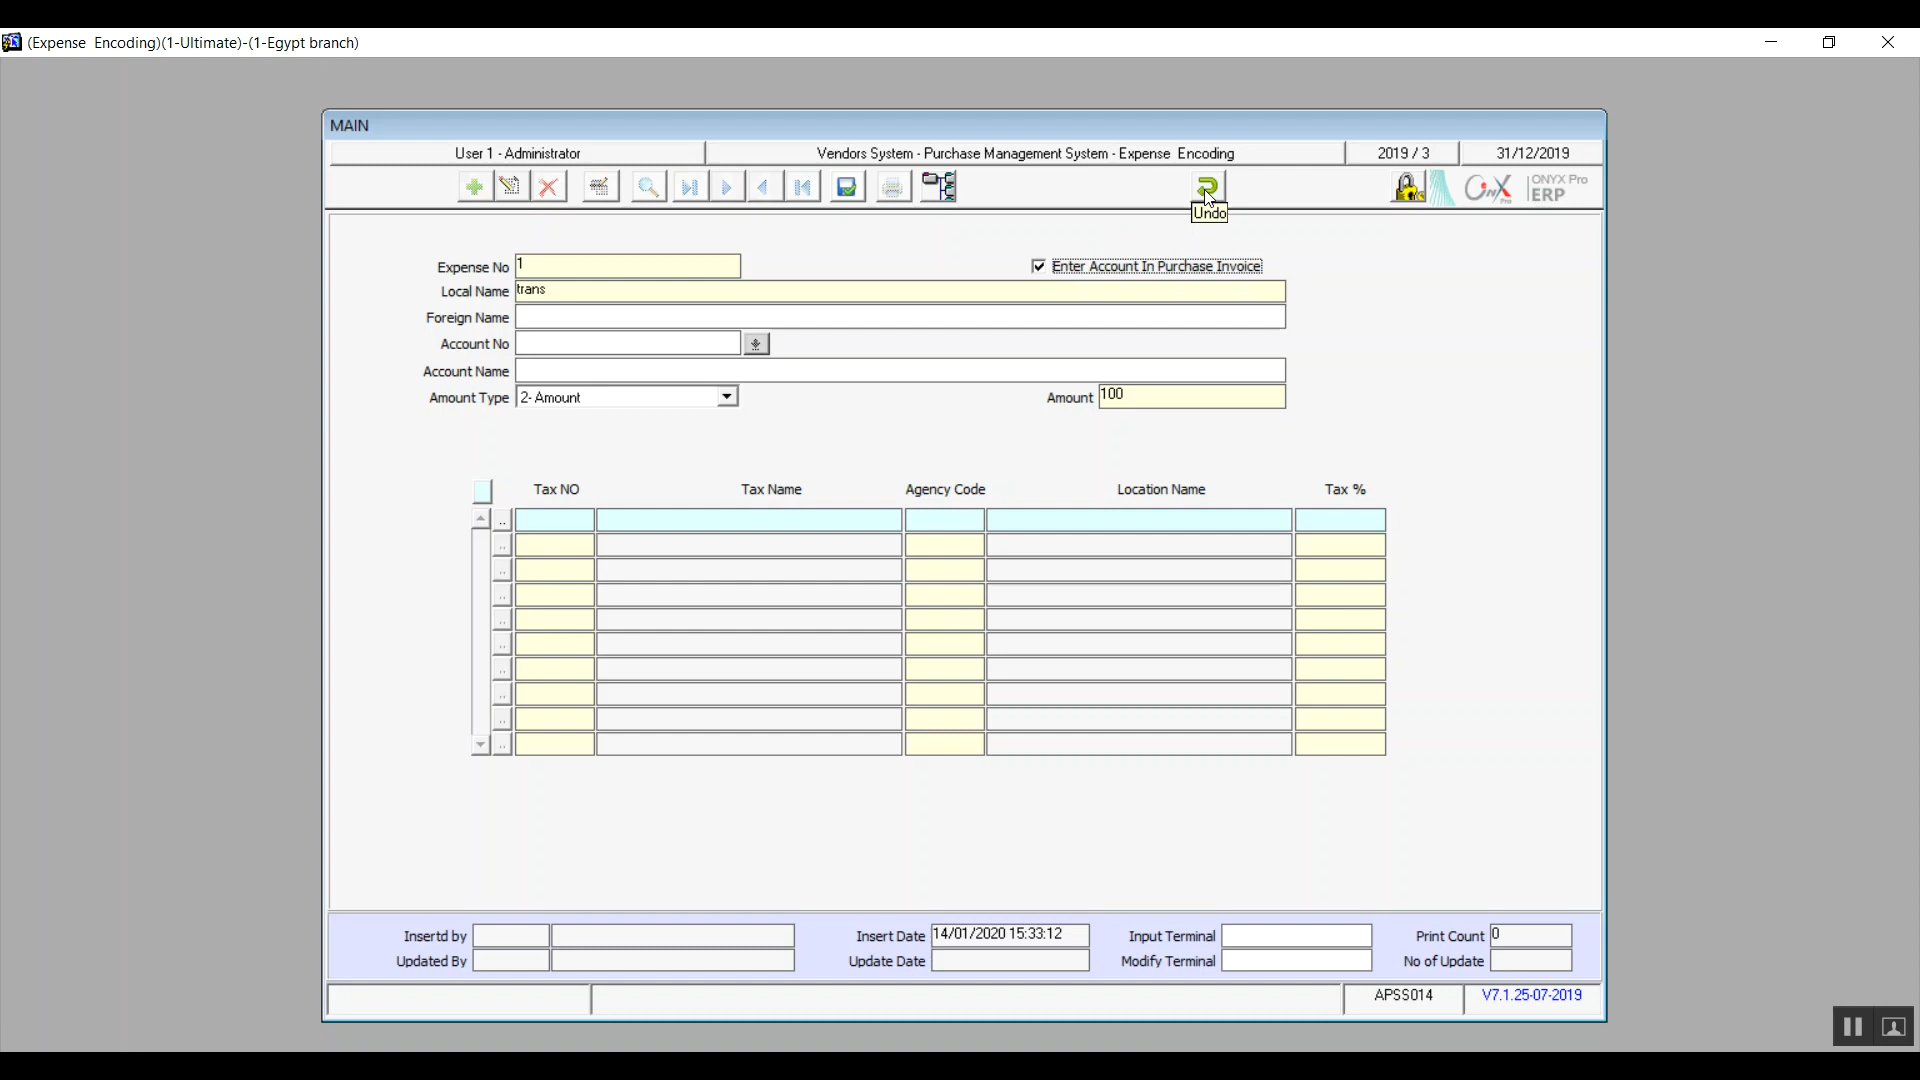 (Expense Encoding)(1-Ultimate)-(1-Egypt branch)
MAIN
User 1 - Administrator
Vendors System - Purchase Management System - Expense Encoding
2019 / 3
31/12/2019
Onyx Pro
ONYX Pro
ERP
Undo
Expense No 1
Enter Account In Purchase Invoice
Local Name trans
Foreign Name
Account No
Account Name
Amount Type 2- Amount
Amount 100
Tax NO Tax Name Agency Code Location Name Tax %
Insertd by Insert Date 14/01/2020 15:33:12 Input Terminal Print Count 0
Updated By Update Date Modify Terminal No of Update
APSS014 V7.1.25-07-2019